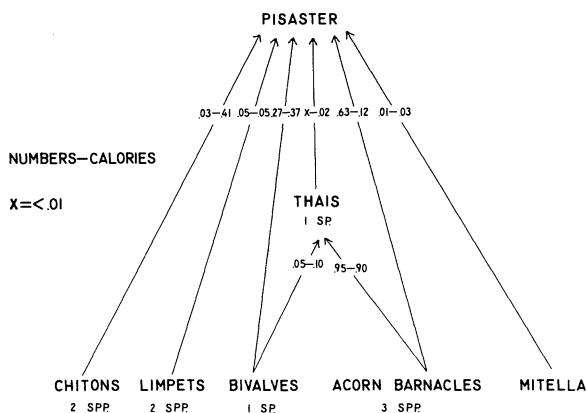 PISASTER
.03–.41 .05–.05 .27–.37 X–.02 .63–.12 .01–.03
NUMBERS–CALORIES
X=<.01
THAIS
1 SP.
.05–.10 .95–.90
CHITONS LIMPETS BIVALVES ACORN BARNACLES MITELLA
2 SPP. 2 SPP. 1 SP. 3 SPP.